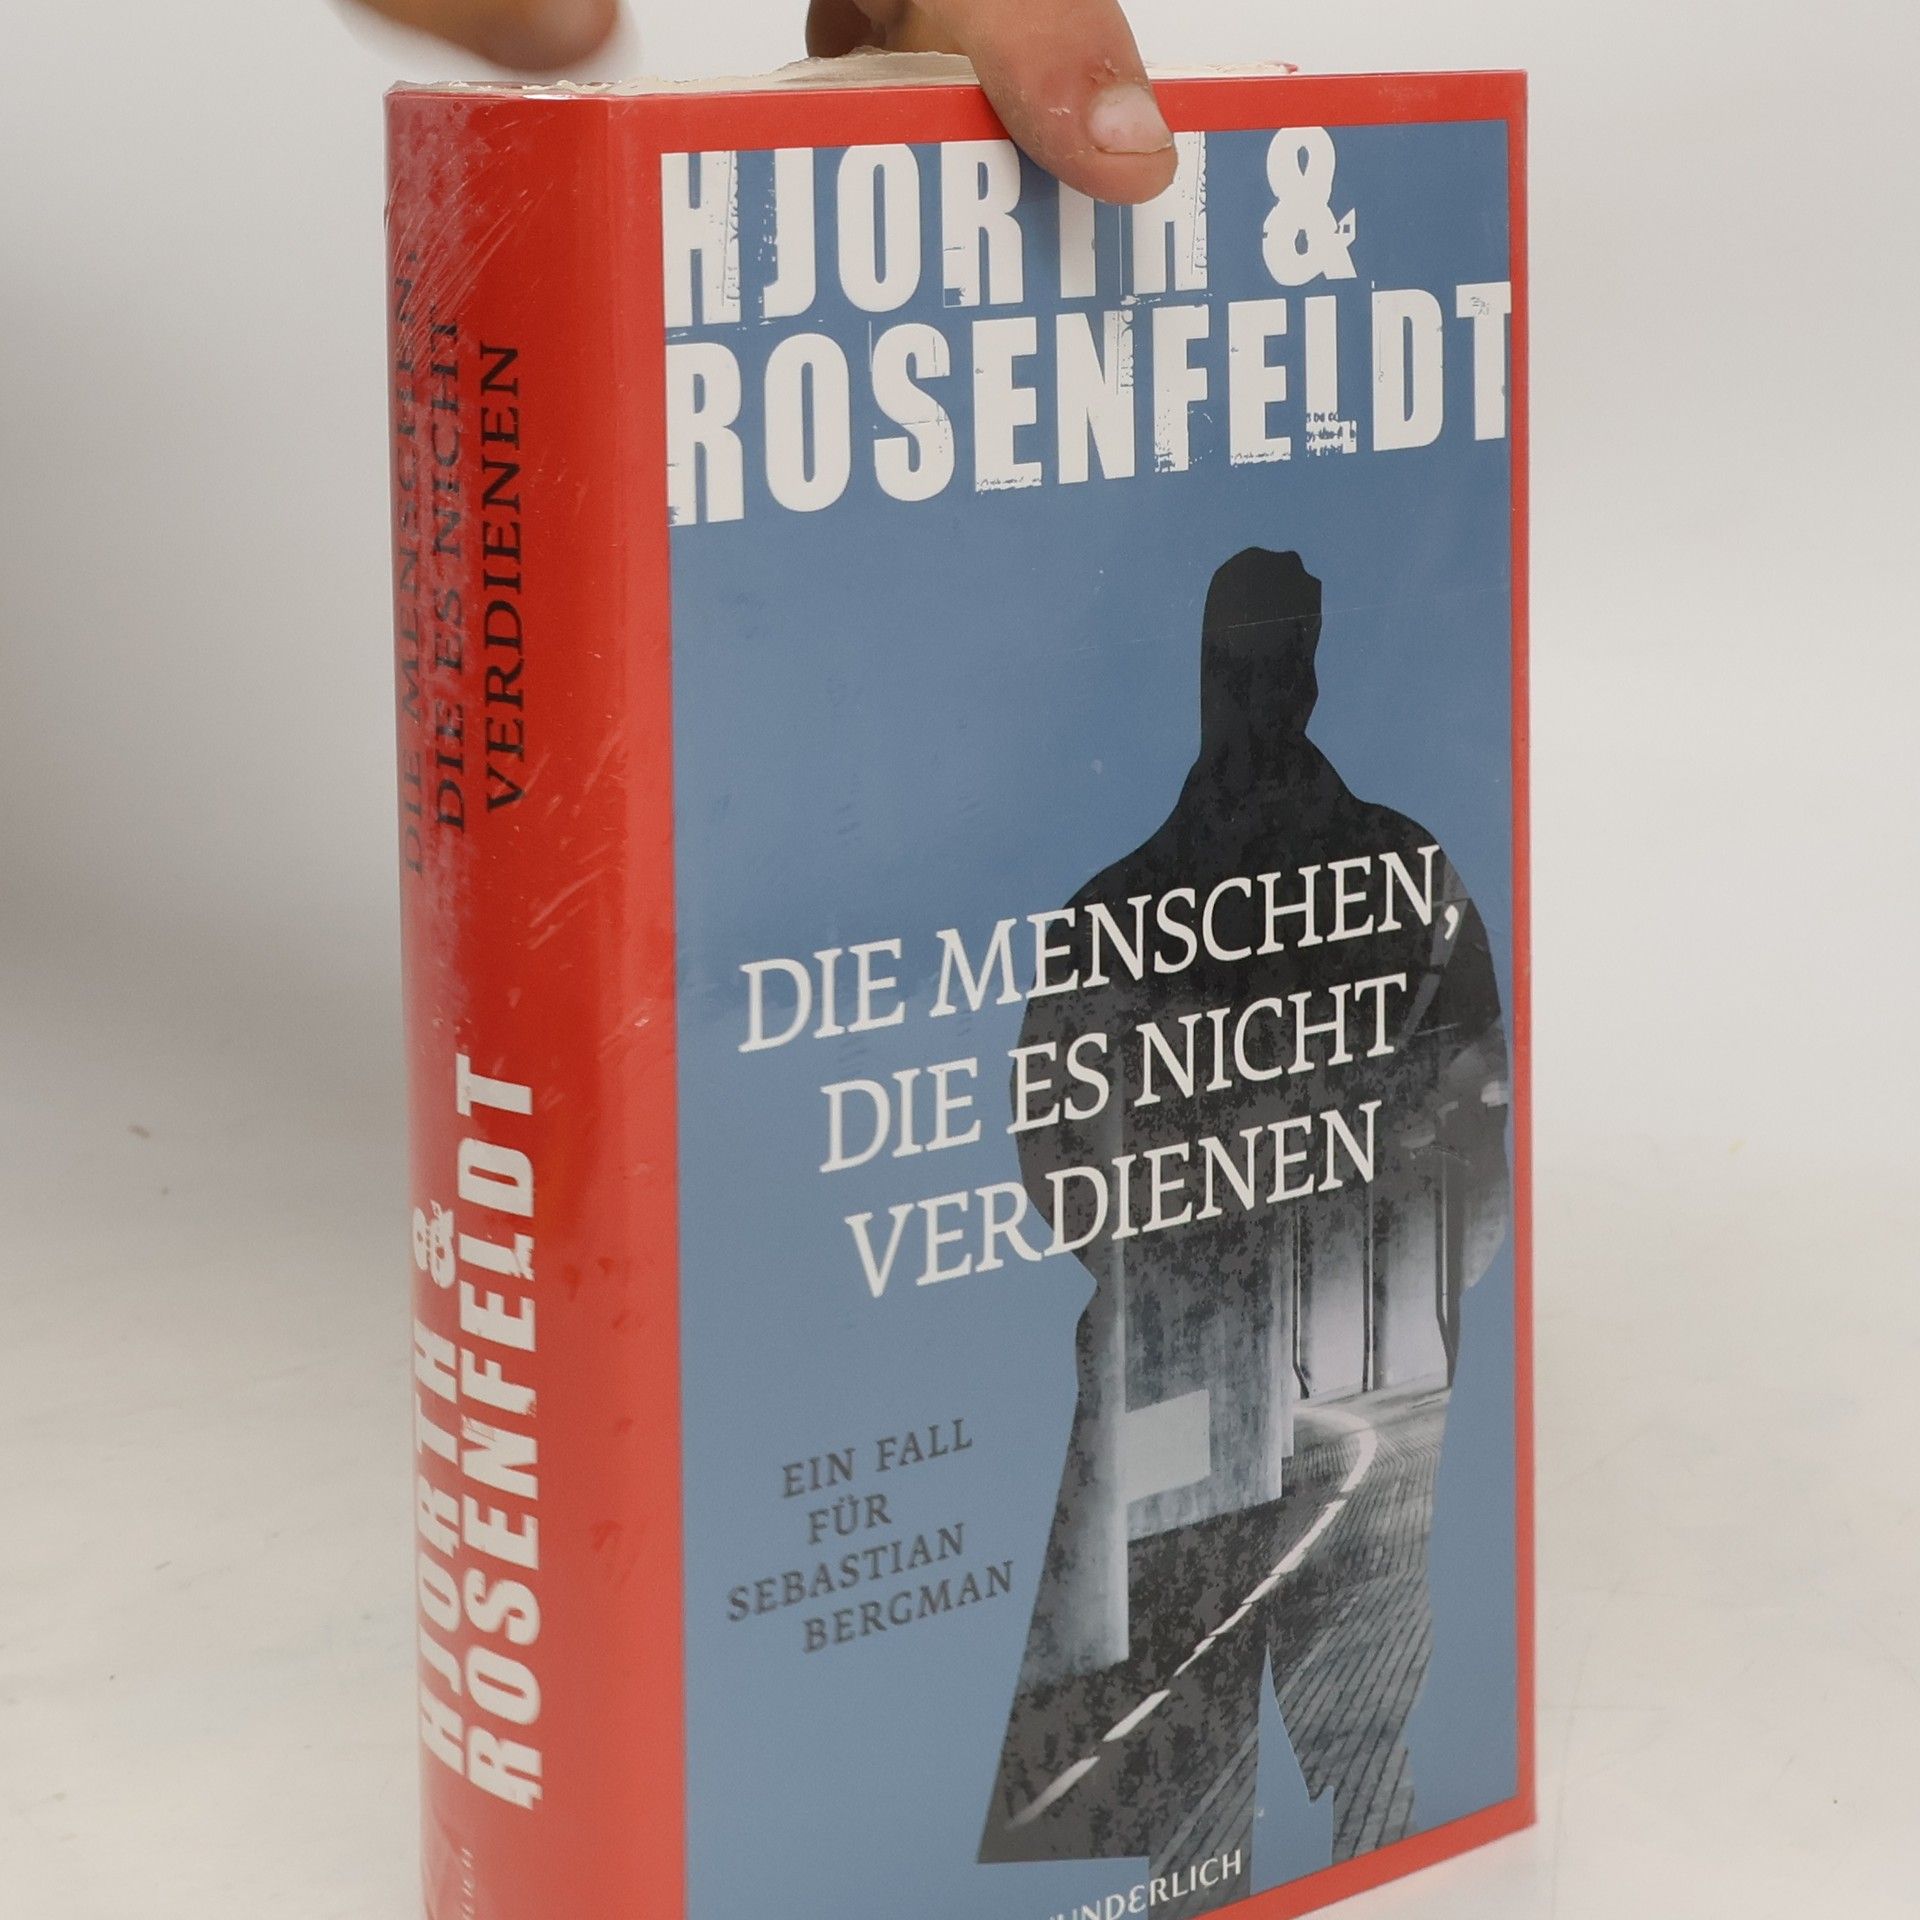 HJORTH &
ROSENFELDT
DIE MENSCHEN,
DIE ES NICHT
VERDIENEN
EIN FALL
FÜR
SEBASTIAN
BERGMAN
WUNDERLICH
DIE MENSCHEN,
DIE ES NICHT
VERDIENEN
HJORTH &
ROSENFELDT